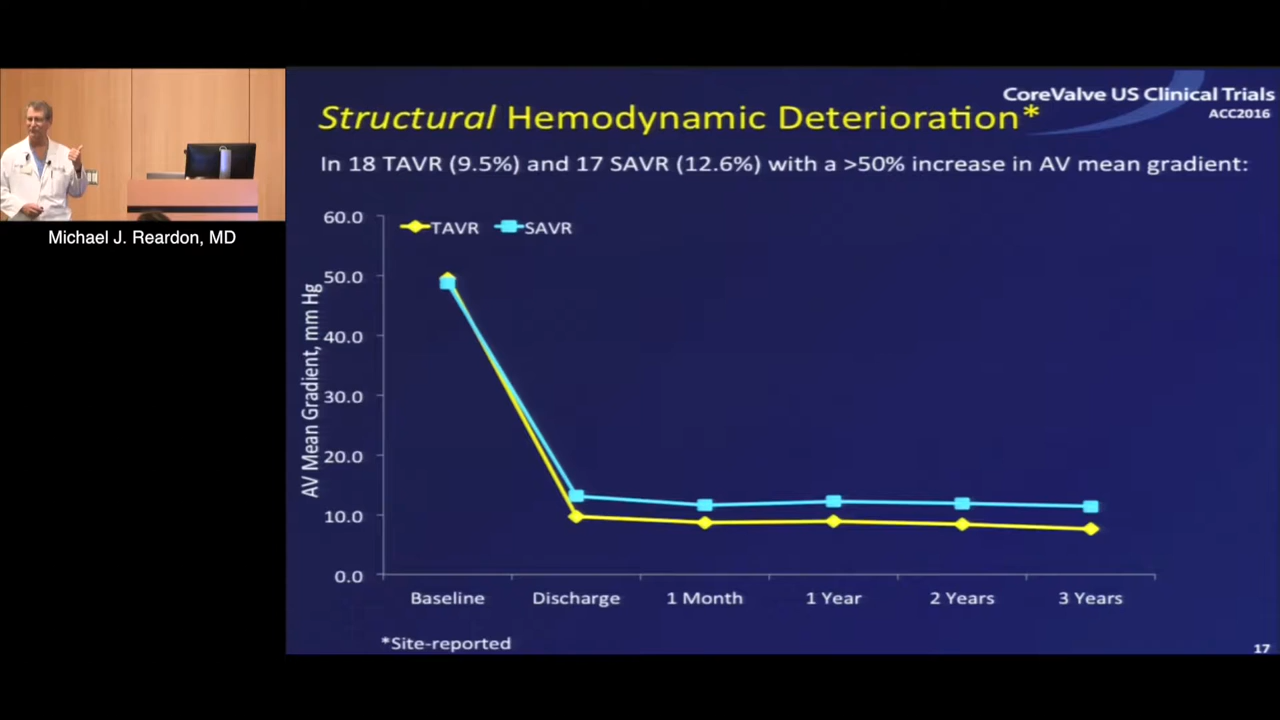 CoreValve US Clinical Trials
ACC2016
Structural Hemodynamic Deterioration*
In 18 TAVR (9.5%) and 17 SAVR (12.6%) with a >50% increase in AV mean gradient:
TAVR SAVR
AV Mean Gradient, mm Hg
60.0
50.0
40.0
30.0
20.0
10.0
0.0
Baseline Discharge 1 Month 1 Year 2 Years 3 Years
*Site-reported
17
Michael J. Reardon, MD